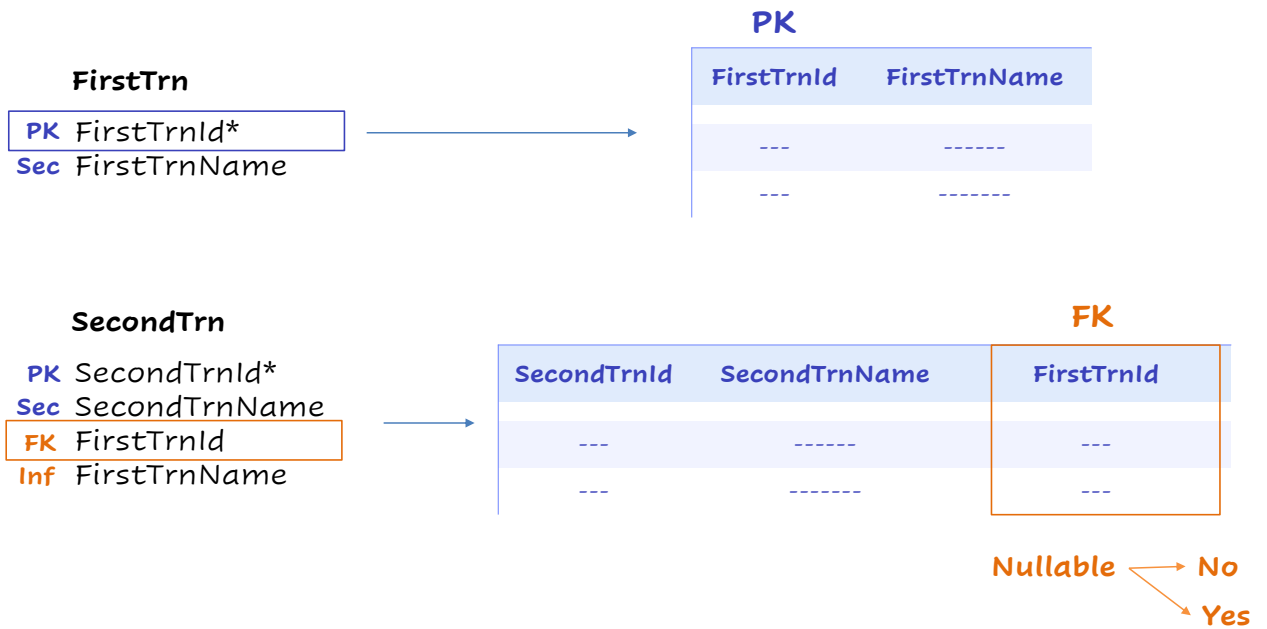 PK
FirstTrn
FirstTrnId FirstTrnName
PK FirstTrnId*
Sec FirstTrnName
--- ------
--- -------
SecondTrn
FK
PK SecondTrnId*
Sec SecondTrnName
FK FirstTrnId
Inf FirstTrnName
SecondTrnId SecondTrnName FirstTrnId
--- ------ ---
--- ------- ---
Nullable No
Yes